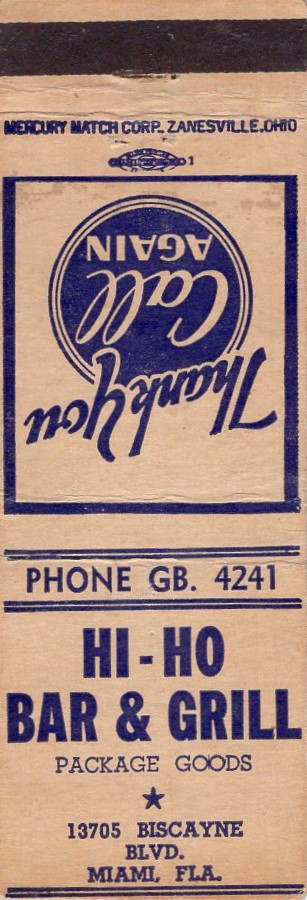 MERCURY MATCH CORP. ZANESVILLE, OHIO
1
Thank You
Call
AGAIN
PHONE GB. 4241
HI-HO
BAR & GRILL
PACKAGE GOODS
13705 BISCAYNE
BLVD.
MIAMI, FLA.